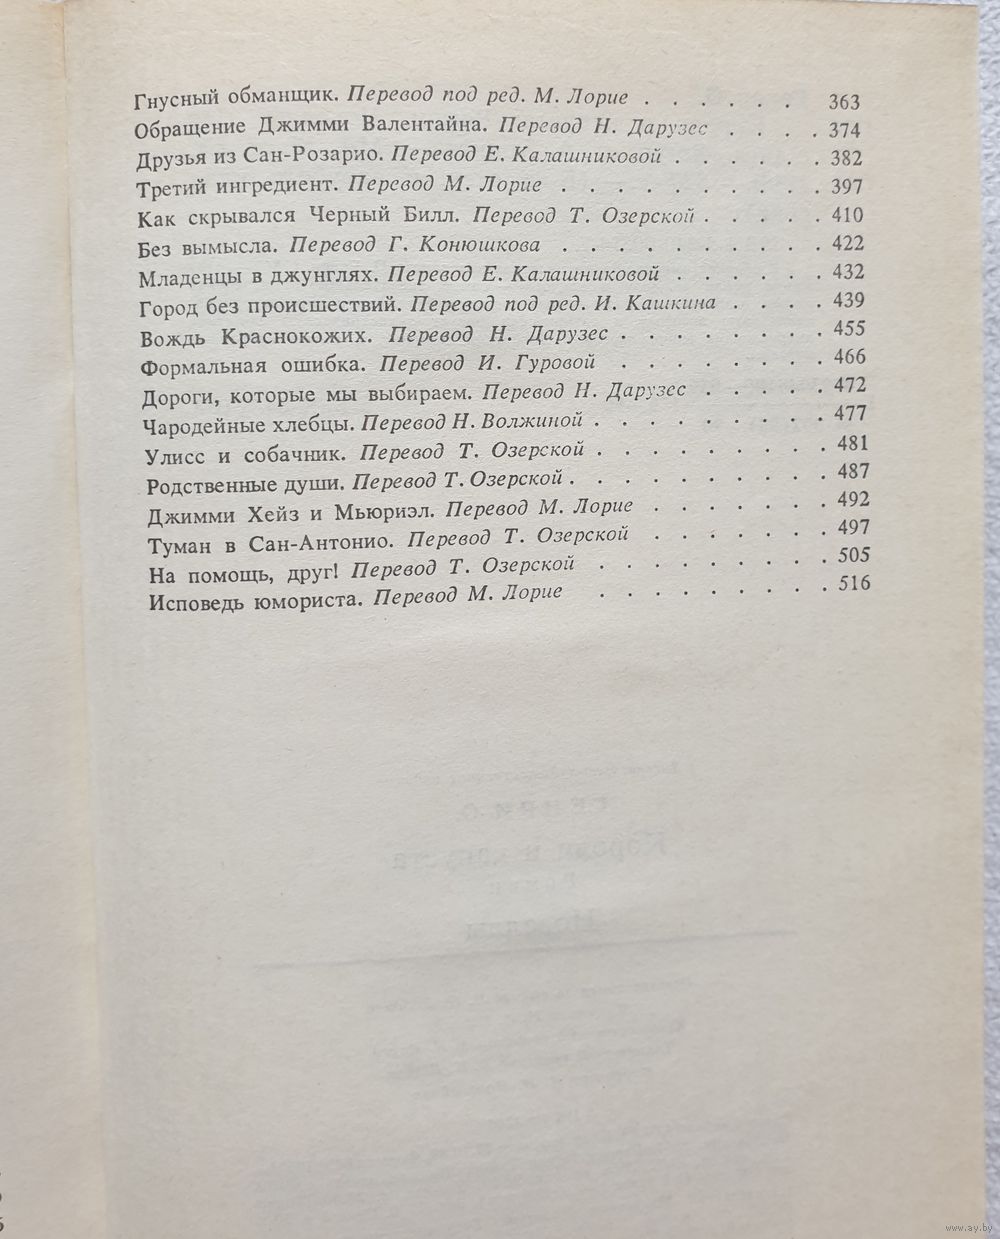 Гнусный обманщик. Перевод под ред. М. Лорие . . . . . . 363
Обращение Джимми Валентайна. Перевод Н. Дарузес . . . . 374
Друзья из Сан-Розарио. Перевод Е. Калашниковой . . . . . . 382
Третий ингредиент. Перевод М. Лорие . . . . . . . . . . 397
Как скрывался Черный Билл. Перевод Т. Озерской . . . . . 410
Без вымысла. Перевод Г. Конюшкова . . . . . . . . . . 422
Младенцы в джунглях. Перевод Е. Калашниковой . . . . . . 432
Город без происшествий. Перевод под ред. И. Кашкина . . . . 439
Вождь Краснокожих. Перевод Н. Дарузес . . . . . . . . 455
Формальная ошибка. Перевод И. Гуровой . . . . . . . . 466
Дороги, которые мы выбираем. Перевод Н. Дарузес . . . . . 472
Чародейные хлебцы. Перевод Н. Волжиной . . . . . . . . . 477
Улисс и собачник. Перевод Т. Озерской . . . . . . . . . 481
Родственные души. Перевод Т. Озерской . . . . . . . . . . 487
Джимми Хейз и Мьюриэл. Перевод М. Лорие . . . . . . . 492
Туман в Сан-Антонио. Перевод Т. Озерской . . . . . . . 497
На помощь, друг! Перевод Т. Озерской . . . . . . . . . 505
Исповедь юмориста. Перевод М. Лорие . . . . . . . . . 516
www.ay.by